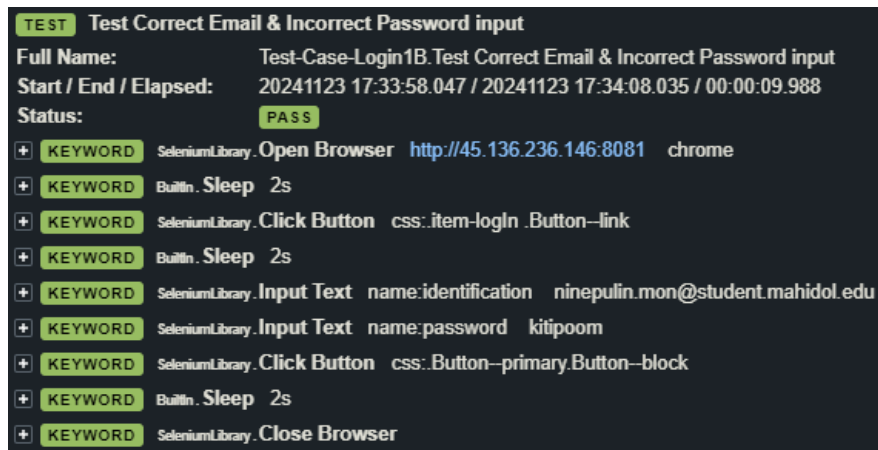 TEST Test Correct Email & Incorrect Password input
Full Name: Test-Case-Login1B.Test Correct Email & Incorrect Password input
Start / End / Elapsed: 20241123 17:33:58.047 / 20241123 17:34:08.035 / 00:00:09.988
Status: PASS
+ KEYWORD SeleniumLibrary.Open Browser http://45.136.236.146:8081 chrome
+ KEYWORD BuiltIn.Sleep 2s
+ KEYWORD SeleniumLibrary.Click Button css:.item-logIn .Button--link
+ KEYWORD BuiltIn.Sleep 2s
+ KEYWORD SeleniumLibrary.Input Text name:identification ninepulin.mon@student.mahidol.edu
+ KEYWORD SeleniumLibrary.Input Text name:password kitipoom
+ KEYWORD SeleniumLibrary.Click Button css:.Button--primary.Button--block
+ KEYWORD BuiltIn.Sleep 2s
+ KEYWORD SeleniumLibrary.Close Browser